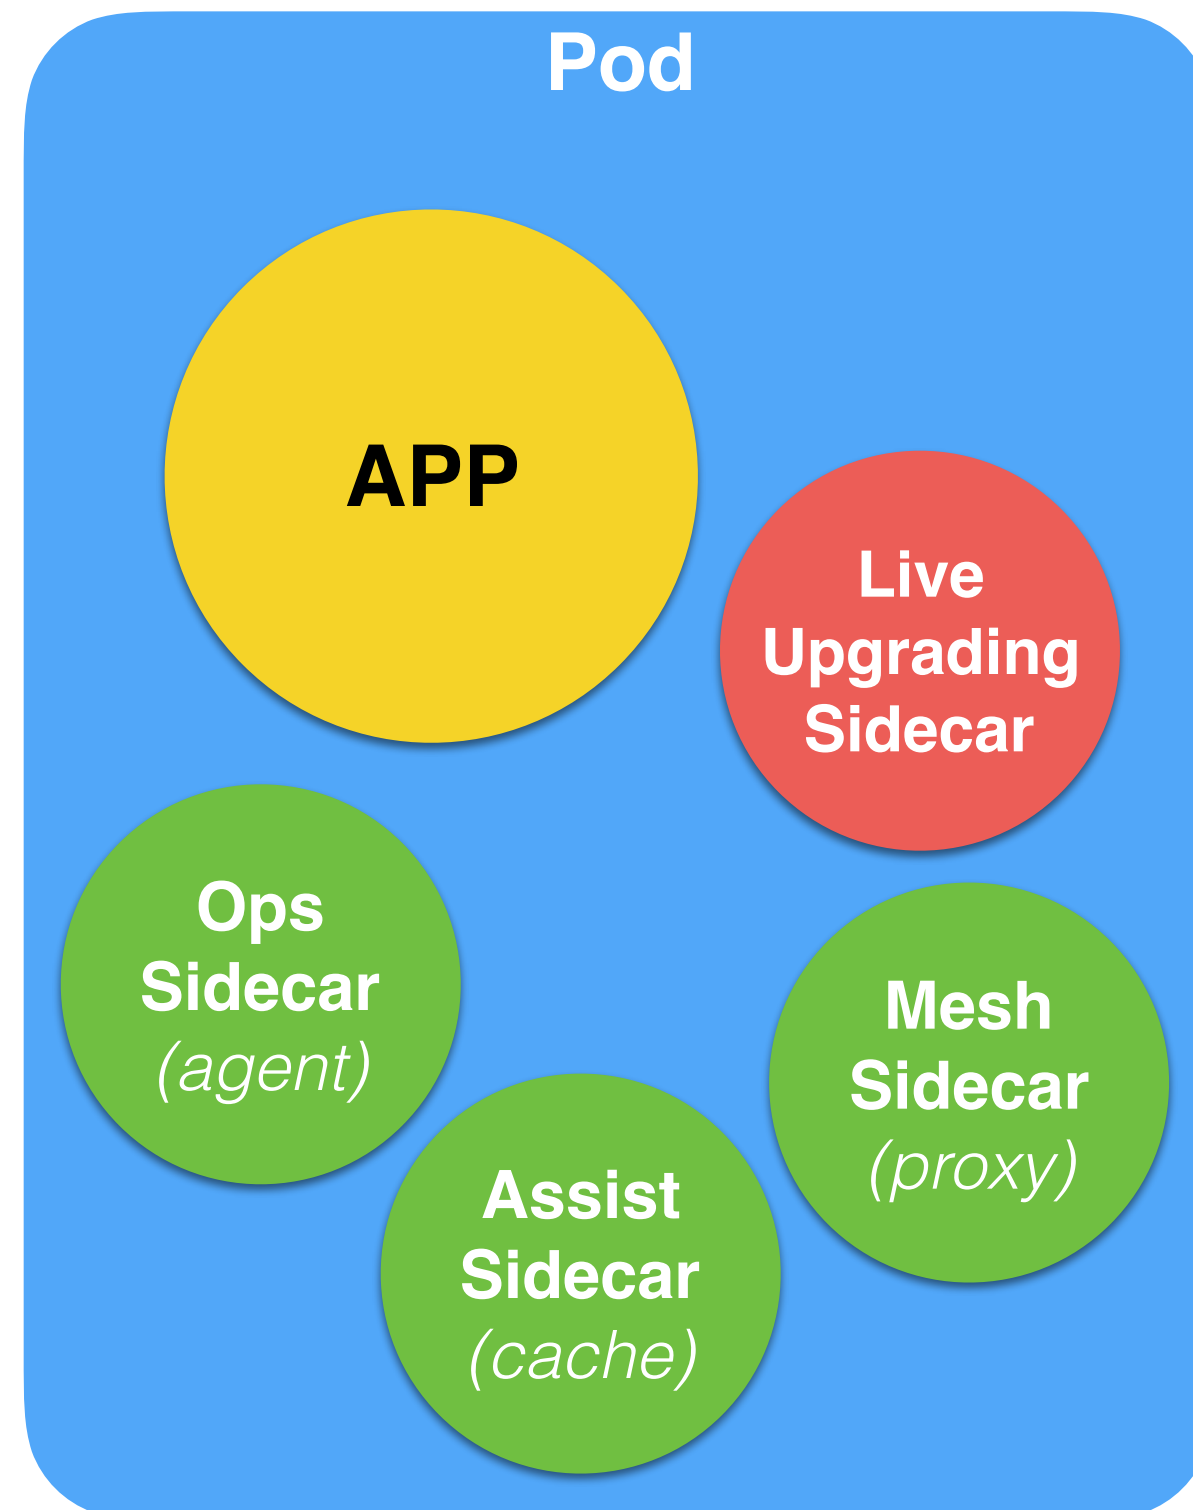 Pod
APP
Live
Upgrading
Sidecar
Ops
Sidecar
(agent)
Mesh
Sidecar
(proxy)
Assist
Sidecar
(cache)